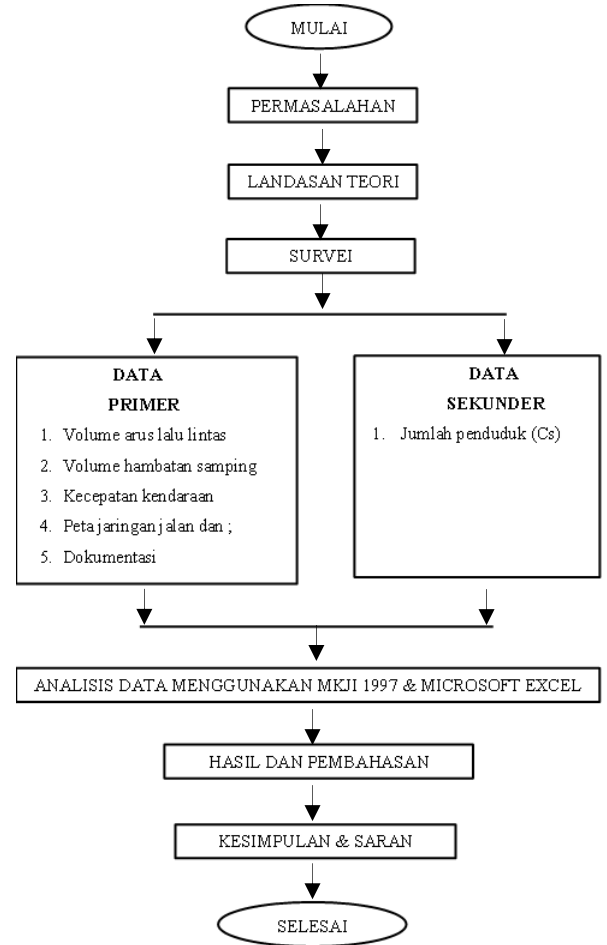 MULAI
PERMASALAHAN
LANDASAN TEORI
SURVEI
DATA
PRIMER
1. Volume arus lalu lintas
2. Volume hambatan samping
3. Kecepatan kendaraan
4. Peta jaringan jalan dan ;
5. Dokumentasi
DATA
SEKUNDER
1. Jumlah penduduk (Cs)
ANALISIS DATA MENGGUNAKAN MKJI 1997 & MICROSOFT EXCEL
HASIL DAN PEMBAHASAN
KESIMPULAN & SARAN
SELESAI